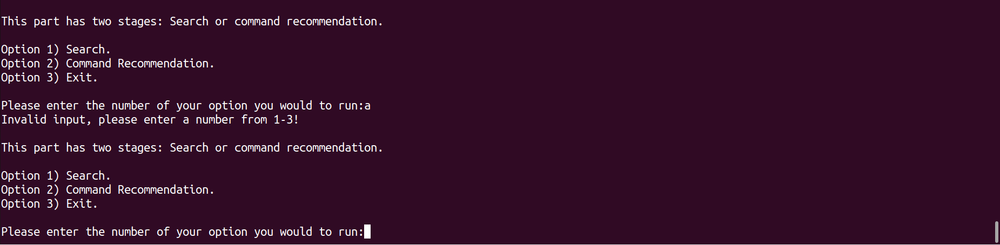 This part has two stages: Search or command recommendation.
Option 1) Search.
Option 2) Command Recommendation.
Option 3) Exit.
Please enter the number of your option you would to run:a
Invalid input, please enter a number from 1-3!
This part has two stages: Search or command recommendation.
Option 1) Search.
Option 2) Command Recommendation.
Option 3) Exit.
Please enter the number of your option you would to run: